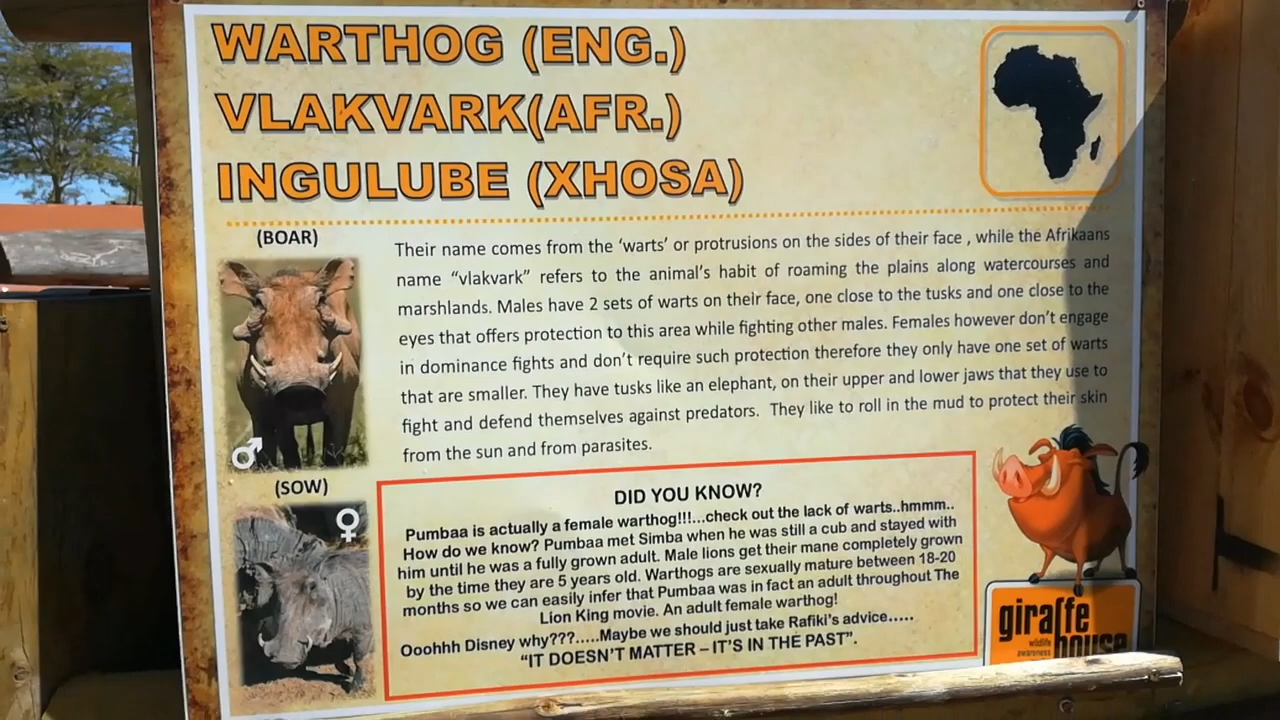 WARTHOG (ENG.)
VLAKVARK(AFR.)
INGULUBE (XHOSA)
(BOAR)
Their name comes from the ‘warts’ or protrusions on the sides of their face , while the Afrikaans
name “vlakvark” refers to the animal’s habit of roaming the plains along watercourses and
marshlands. Males have 2 sets of warts on their face, one close to the tusks and one close to the
eyes that offers protection to this area while fighting other males. Females however don’t engage
in dominance fights and don’t require such protection therefore they only have one set of warts
that are smaller. They have tusks like an elephant, on their upper and lower jaws that they use to
fight and defend themselves against predators. They like to roll in the mud to protect their skin
from the sun and from parasites.
(SOW)
DID YOU KNOW?
Pumbaa is actually a female warthog!!!...check out the lack of warts..hmmm..
How do we know? Pumbaa met Simba when he was still a cub and stayed with
him until he was a fully grown adult. Male lions get their mane completely grown
by the time they are 5 years old. Warthogs are sexually mature between 18-20
months so we can easily infer that Pumbaa was in fact an adult throughout The
Lion King movie. An adult female warthog!
Ooohhh Disney why???.....Maybe we should just take Rafiki’s advice.....
“IT DOESN’T MATTER – IT’S IN THE PAST”.
giraffe
wildlife
awareness
house